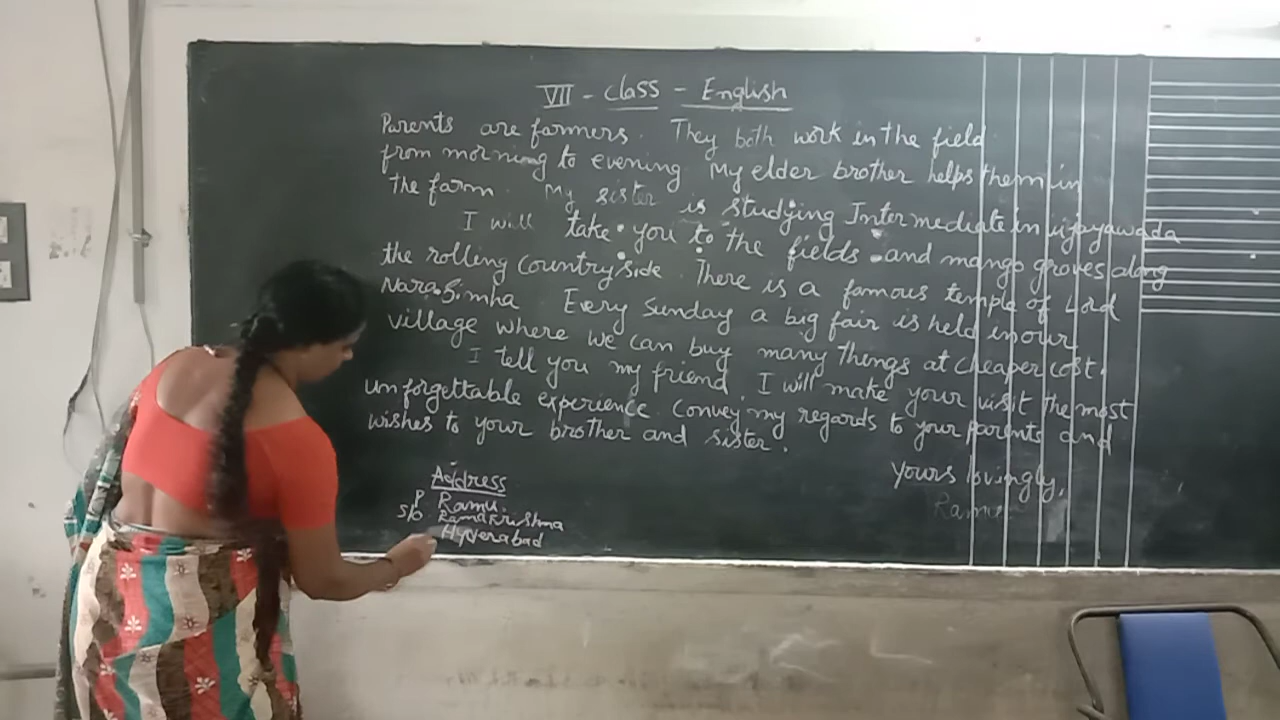 VII - Class - English
Parents are farmers. They both work in the field
from morning to evening My elder brother helps them in
the farm. My sister is studying Intermediate in vijayawada
I will take you to the fields and mango groves along
the rolling Country side. There is a famous temple of Lord
Narasimha Every Sunday a big fair is held in our
village where we can buy many things at cheaper cost.
I tell you my friend, I will make your visit the most
unforgettable experience. Convey my regards to your parents and
wishes to your brother and sister.
Yours lovingly,
Ramu.
Address
P Ramu.
S/o Ramakrishna
Hyderabad